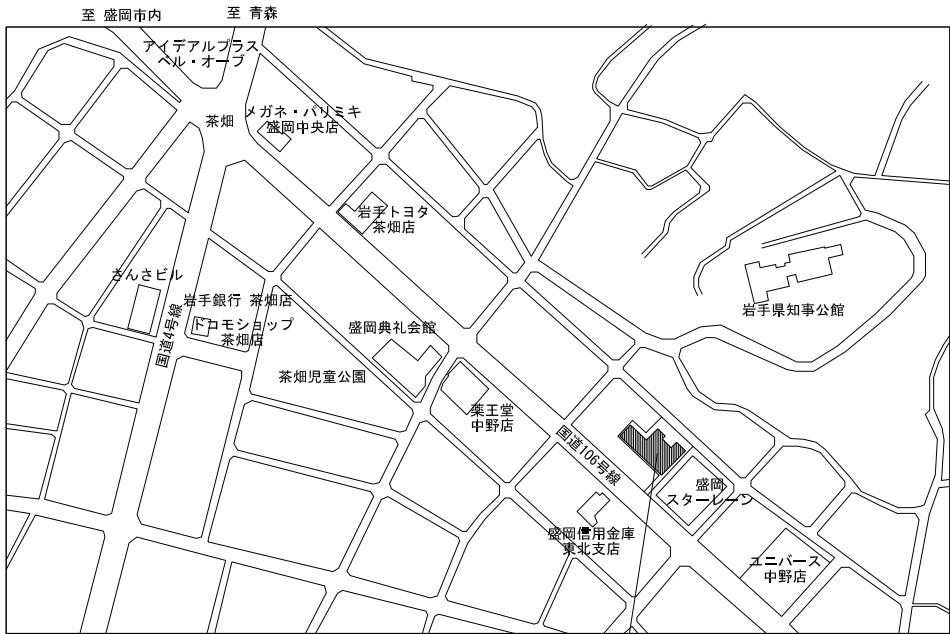 至 盛岡市内
至 青森
アイデアルプラス
ベル・オーブ
茶畑
メガネ・パリミキ
盛岡中央店
岩手トヨタ
茶畑店
さんさビル
岩手銀行 茶畑店
ドコモショップ
茶畑店
国道4号線
盛岡典礼会館
岩手県知事公館
茶畑児童公園
薬王堂
中野店
国道106号線
盛岡
スターレーン
盛岡信用金庫
東北支店
ユニバース
中野店